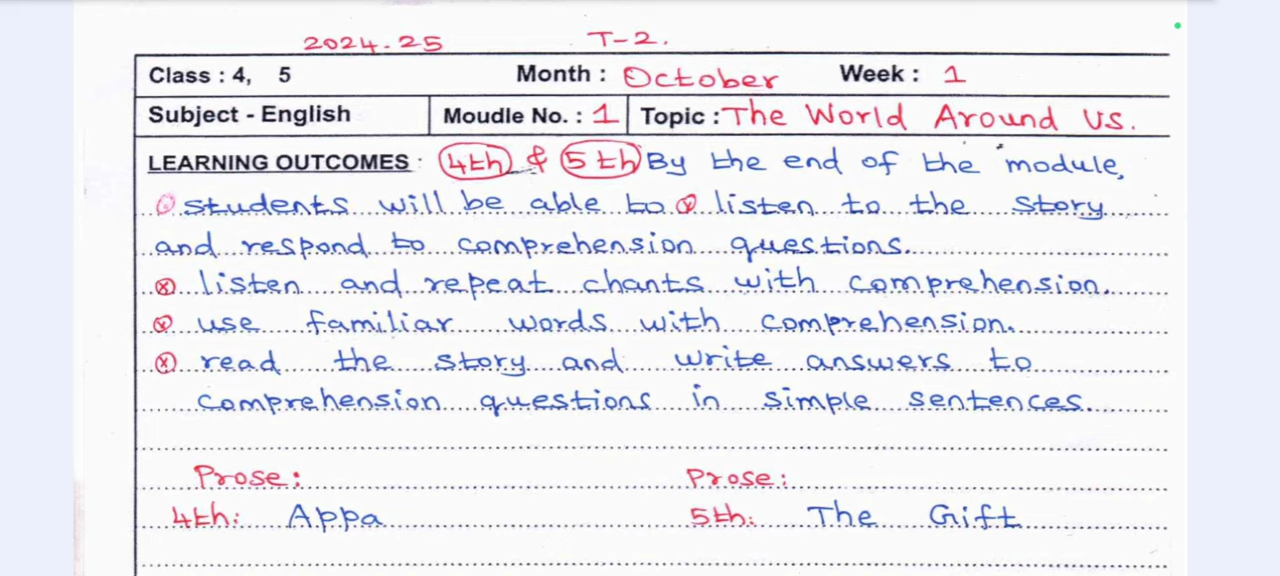 2024-25 T-2.
Class : 4, 5 Month : October Week : 1
Subject - English Moudle No. : 1 Topic : The World Around Us.
LEARNING OUTCOMES : 4th & 5th By the end of the module,
students will be able to listen to the story
and respond to comprehension questions.
listen and repeat chants with comprehension.
use familiar words with comprehension.
read the story and write answers to
comprehension questions in simple sentences.
Prose: Prose:
4th: Appa 5th: The Gift